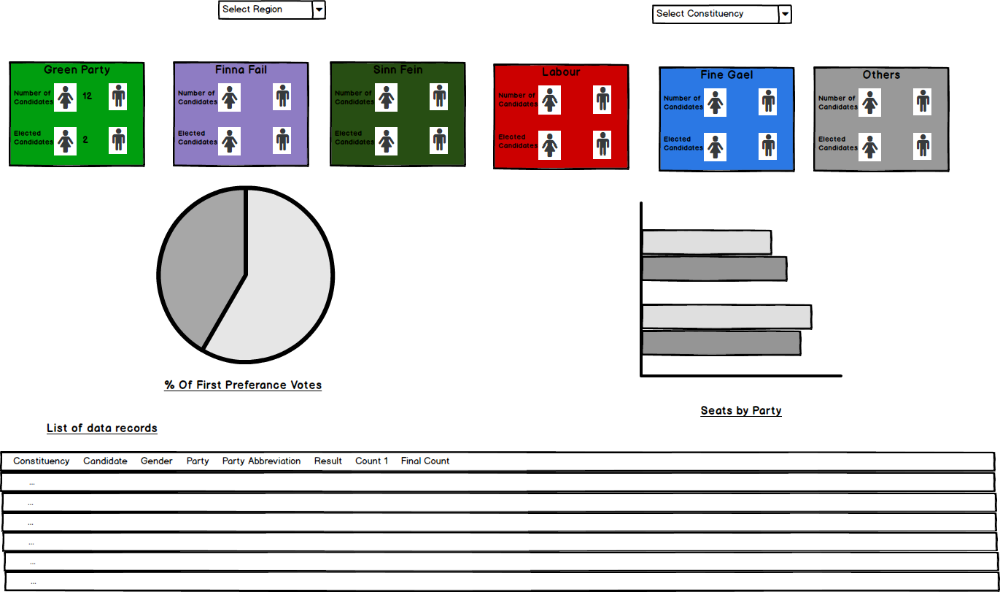 Select Region
Select Constituency
Green Party
Number of
Candidates
12
Elected
Candidates
2
Finna Fail
Number of
Candidates
Elected
Candidates
Sinn Fein
Number of
Candidates
Elected
Candidates
Labour
Number of
Candidates
Elected
Candidates
Fine Gael
Number of
Candidates
Elected
Candidates
Others
Number of
Candidates
Elected
Candidates
% Of First Preferance Votes
Seats by Party
List of data records
Constituency Candidate Gender Party Party Abbreviation Result Count 1 Final Count
...
...
...
...
...
...